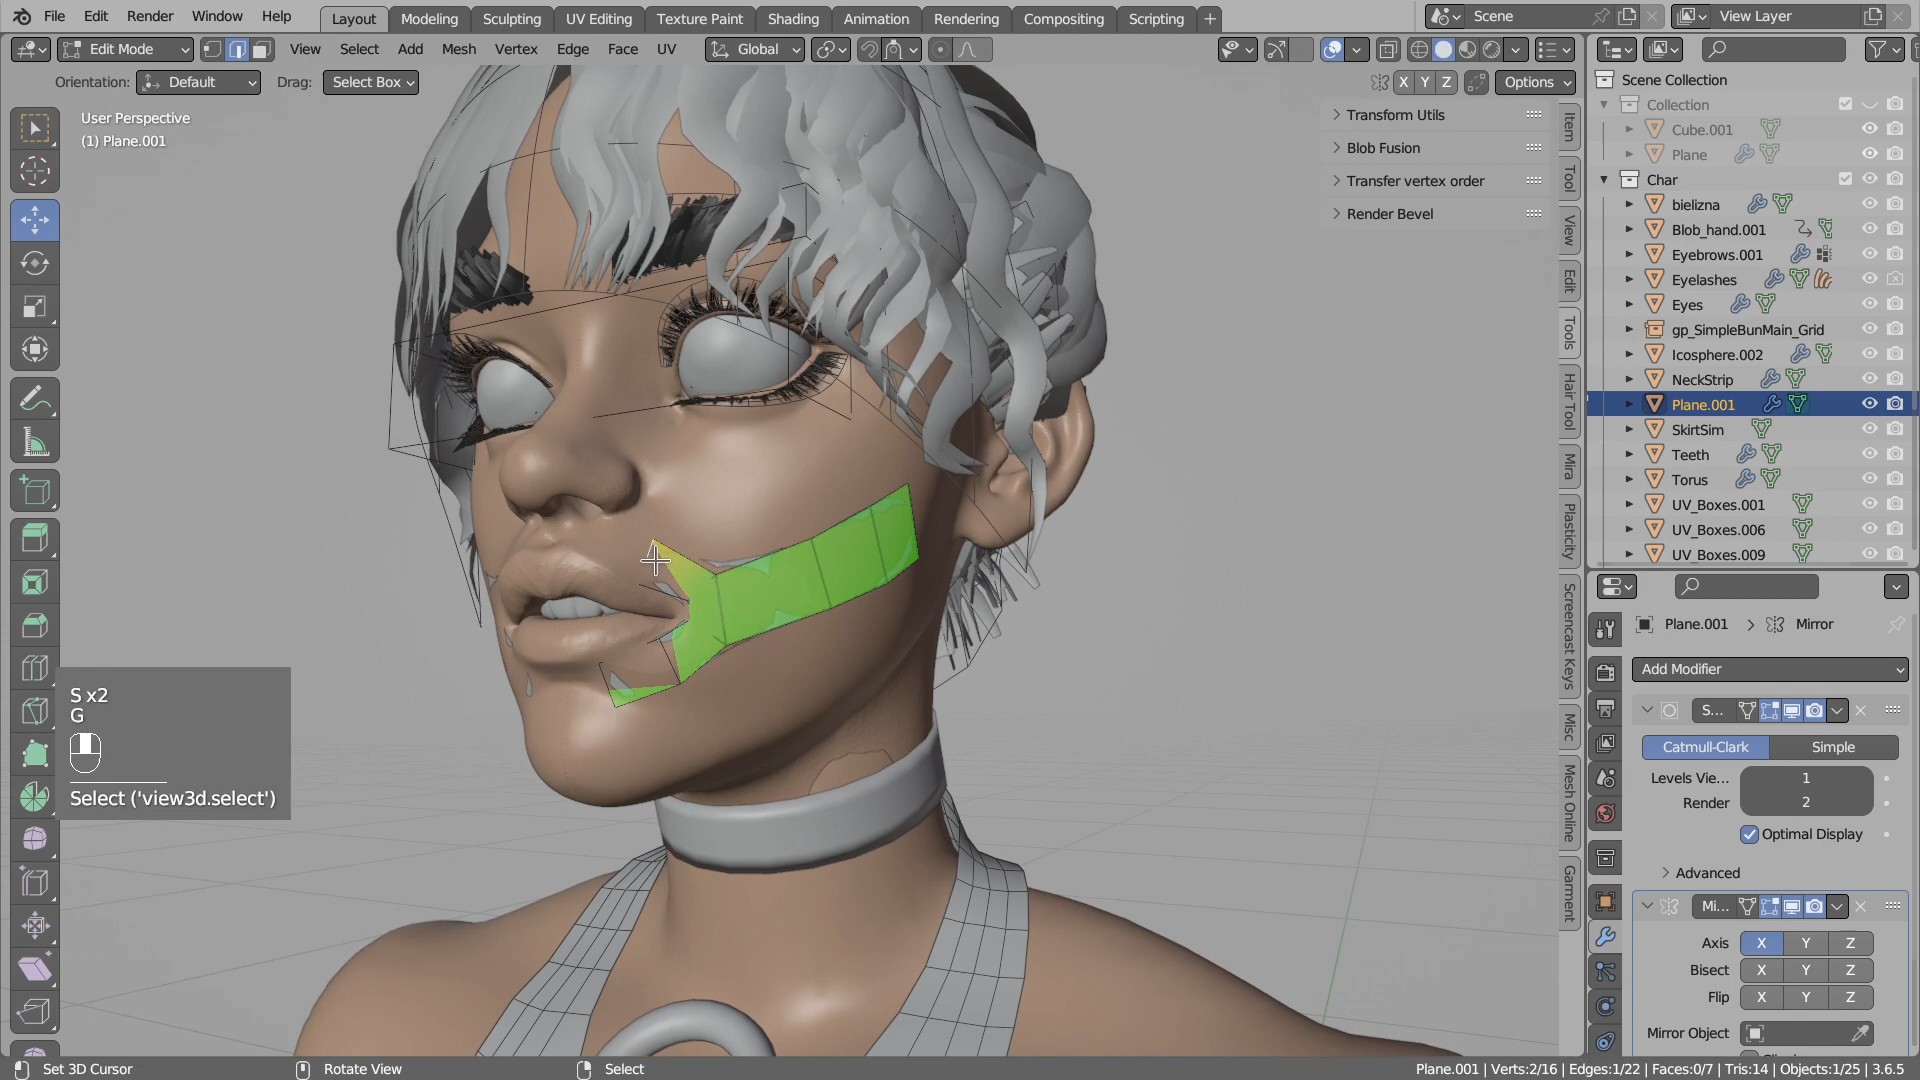 File Edit Render Window Help
Layout Modeling Sculpting UV Editing Texture Paint Shading Animation Rendering Compositing Scripting +
Scene
View Layer
Edit Mode
View Select Add Mesh Vertex Edge Face UV
Global
Orientation: Default Drag: Select Box
X Y Z
Options
User Perspective
(1) Plane.001
Transform Utils
Blob Fusion
Transfer vertex order
Render Bevel
Item
Tool
View
Edit
Tools
Hair Tool
Mira
Plasticity
Screencast Keys
Misc
Mesh Online
Garment
Scene Collection
Collection
Cube.001
Plane
Char
bielizna
Blob_hand.001
Eyebrows.001
Eyelashes
Eyes
gp_SimpleBunMain_Grid
Icosphere.002
NeckStrip
Plane.001
SkirtSim
Teeth
Torus
UV_Boxes.001
UV_Boxes.006
UV_Boxes.009
Plane.001 > Mirror
Add Modifier
S...
Catmull-Clark Simple
Levels Vie... 1
Render 2
Optimal Display
Advanced
Mi...
Axis X Y Z
Bisect X Y Z
Flip X Y Z
Mirror Object
S x2
G
Select ('view3d.select')
Set 3D Cursor
Rotate View
Select
Plane.001 | Verts:2/16 | Edges:1/22 | Faces:0/7 | Tris:14 | Objects:1/25 | 3.6.5